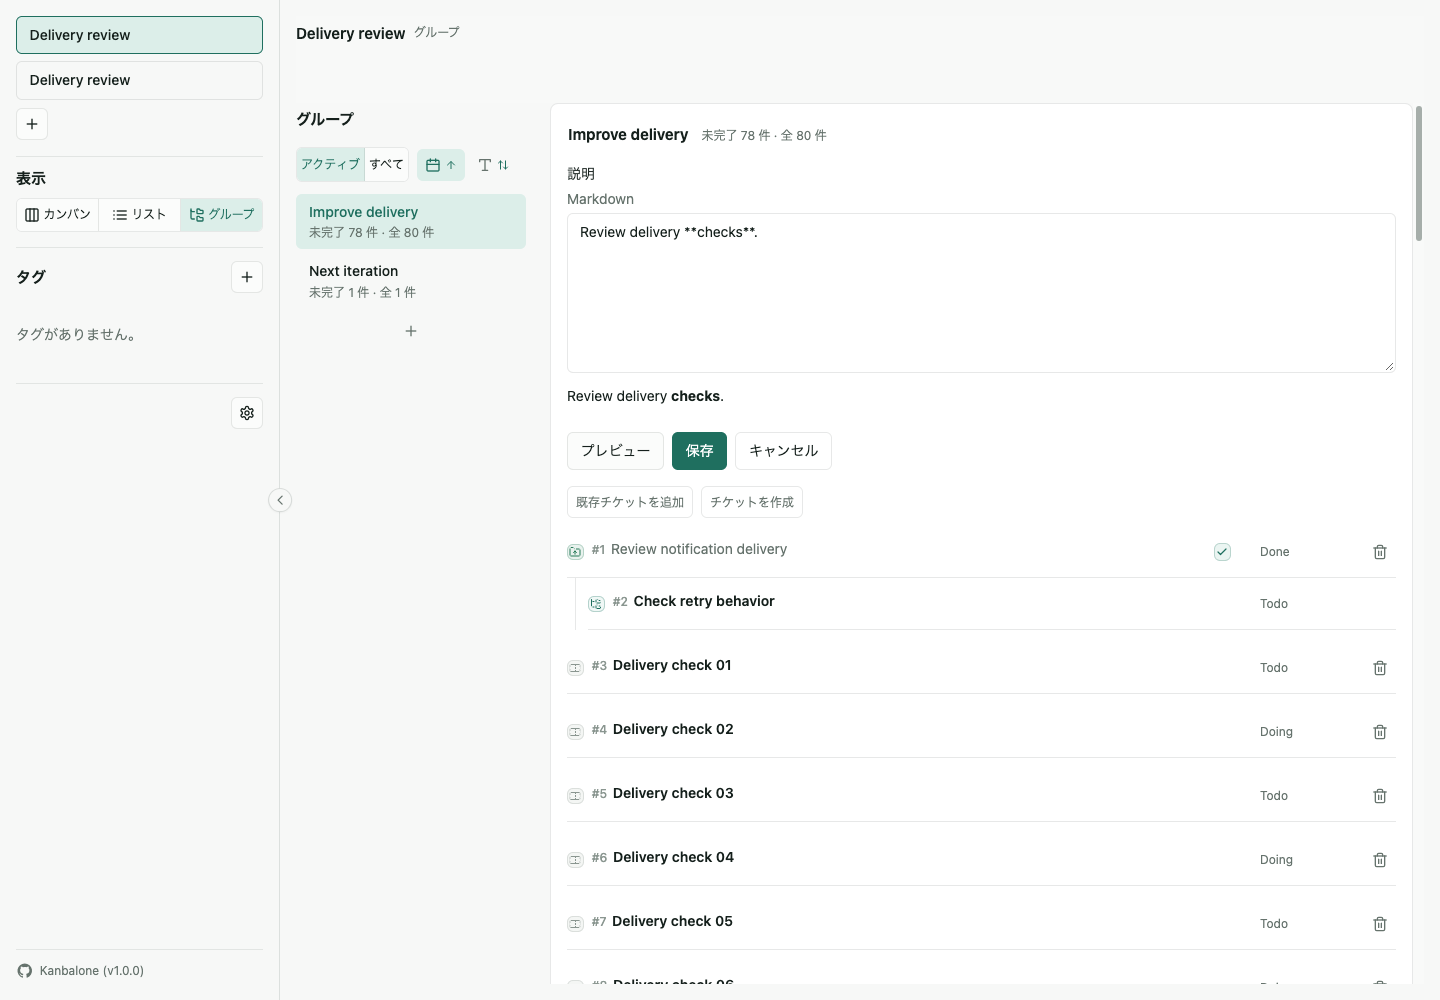 Delivery review
Delivery review
表示
カンバン リスト グループ
タグ
タグがありません。
Kanbalone (v1.0.0)
Delivery review グループ
グループ
アクティブ すべて
Improve delivery
未完了 78 件 · 全 80 件
Next iteration
未完了 1 件 · 全 1 件
Improve delivery 未完了 78 件 · 全 80 件
説明
Markdown
Review delivery **checks**.
Review delivery checks.
プレビュー 保存 キャンセル
既存チケットを追加 チケットを作成
#1 Review notification delivery Done
#2 Check retry behavior Todo
#3 Delivery check 01 Todo
#4 Delivery check 02 Doing
#5 Delivery check 03 Todo
#6 Delivery check 04 Doing
#7 Delivery check 05 Todo
#8 Delivery check 06